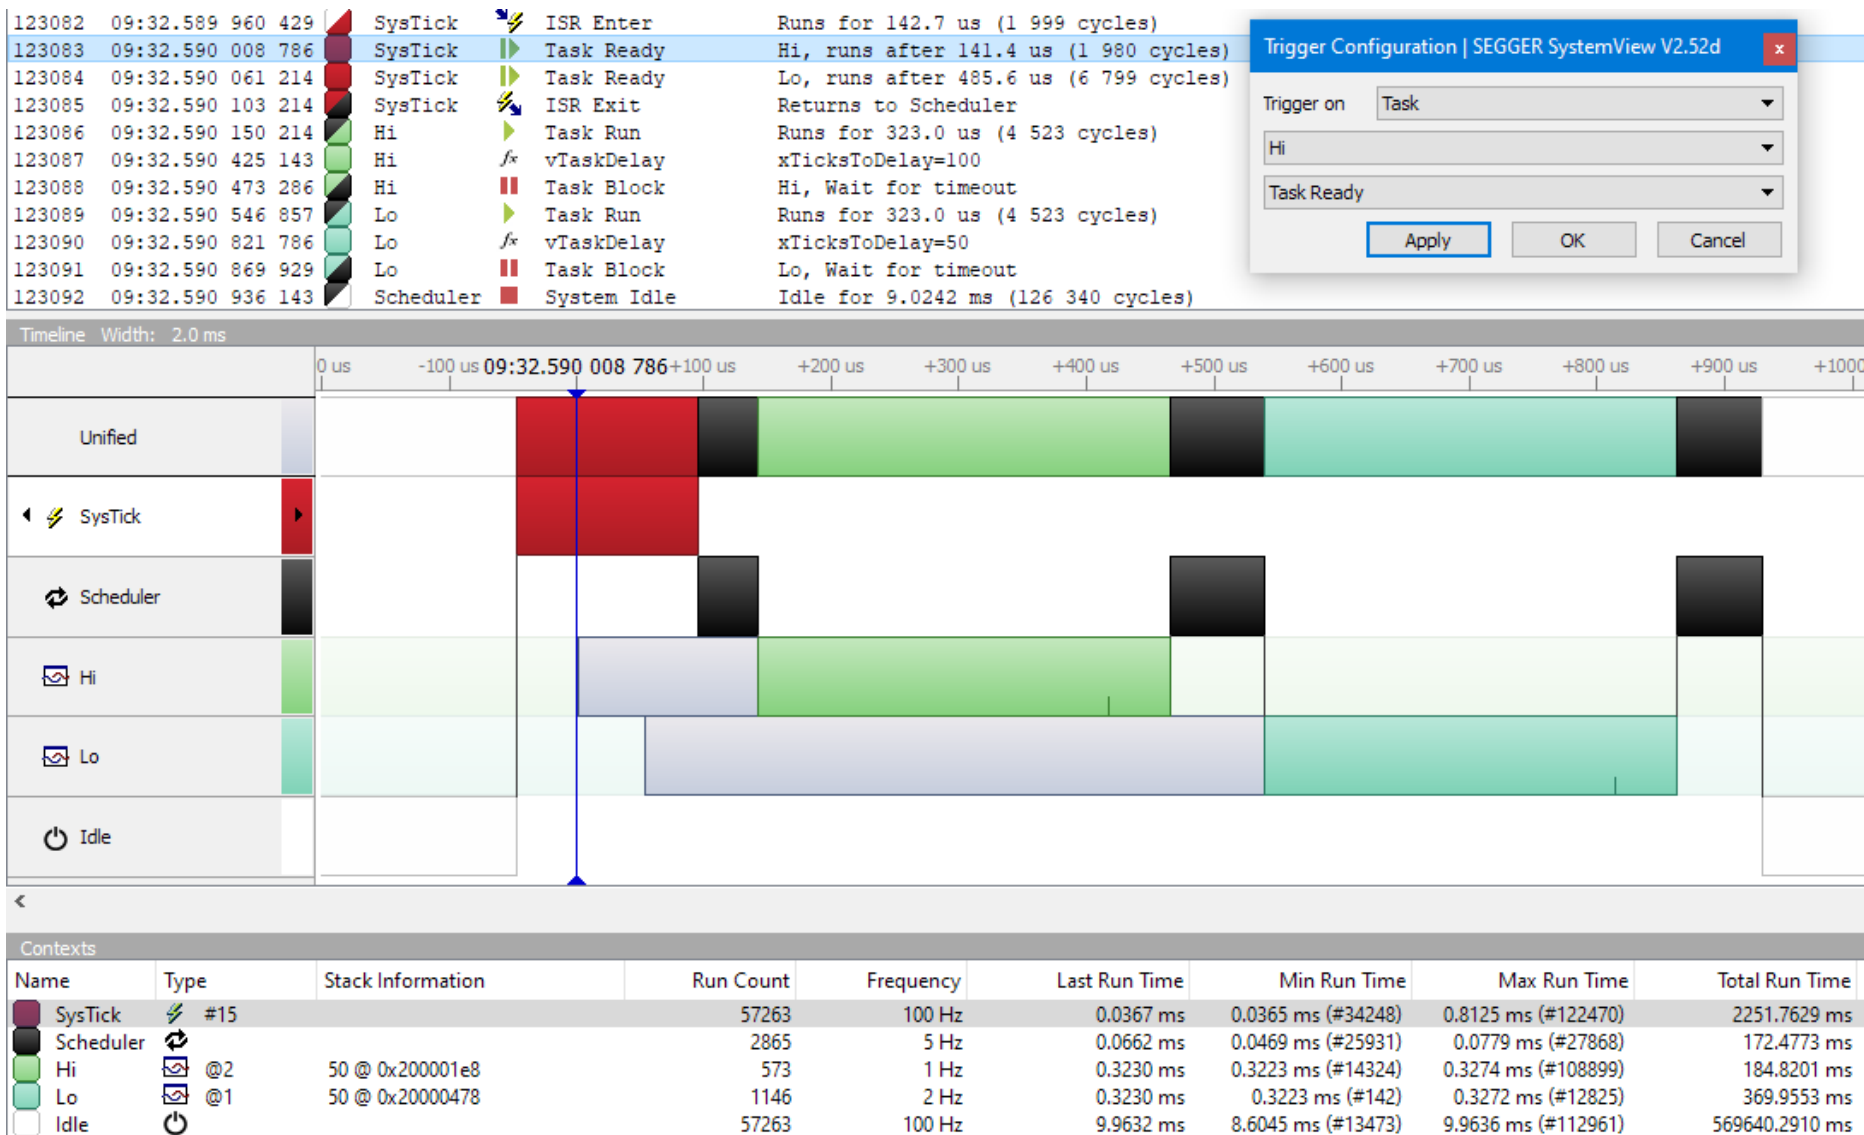 123082 09:32.589 960 429 SysTick ISR Enter Runs for 142.7 us (1 999 cycles)
123083 09:32.590 008 786 SysTick Task Ready Hi, runs after 141.4 us (1 980 cycles)
123084 09:32.590 061 214 SysTick Task Ready Lo, runs after 485.6 us (6 799 cycles)
123085 09:32.590 103 214 SysTick ISR Exit Returns to Scheduler
123086 09:32.590 150 214 Hi Task Run Runs for 323.0 us (4 523 cycles)
123087 09:32.590 425 143 Hi fx vTaskDelay xTicksToDelay=100
123088 09:32.590 473 286 Hi Task Block Hi, Wait for timeout
123089 09:32.590 546 857 Lo Task Run Runs for 323.0 us (4 523 cycles)
123090 09:32.590 821 786 Lo fx vTaskDelay xTicksToDelay=50
123091 09:32.590 869 929 Lo Task Block Lo, Wait for timeout
123092 09:32.590 936 143 Scheduler System Idle Idle for 9.0242 ms (126 340 cycles)
Trigger Configuration | SEGGER SystemView V2.52d x
Trigger on Task
Hi
Task Ready
Apply OK Cancel
Timeline Width: 2.0 ms
0 us -100 us 09:32.590 008 786 +100 us +200 us +300 us +400 us +500 us +600 us +700 us +800 us +900 us +1000
Unified
SysTick
Scheduler
Hi
Lo
Idle
Contexts
Name Type Stack Information Run Count Frequency Last Run Time Min Run Time Max Run Time Total Run Time
SysTick #15 57263 100 Hz 0.0367 ms 0.0365 ms (#34248) 0.8125 ms (#122470) 2251.7629 ms
Scheduler 2865 5 Hz 0.0662 ms 0.0469 ms (#25931) 0.0779 ms (#27868) 172.4773 ms
Hi @2 50 @ 0x200001e8 573 1 Hz 0.3230 ms 0.3223 ms (#14324) 0.3274 ms (#108899) 184.8201 ms
Lo @1 50 @ 0x20000478 1146 2 Hz 0.3230 ms 0.3223 ms (#142) 0.3272 ms (#12825) 369.9553 ms
Idle 57263 100 Hz 9.9632 ms 8.6045 ms (#13473) 9.9636 ms (#112961) 569640.2910 ms